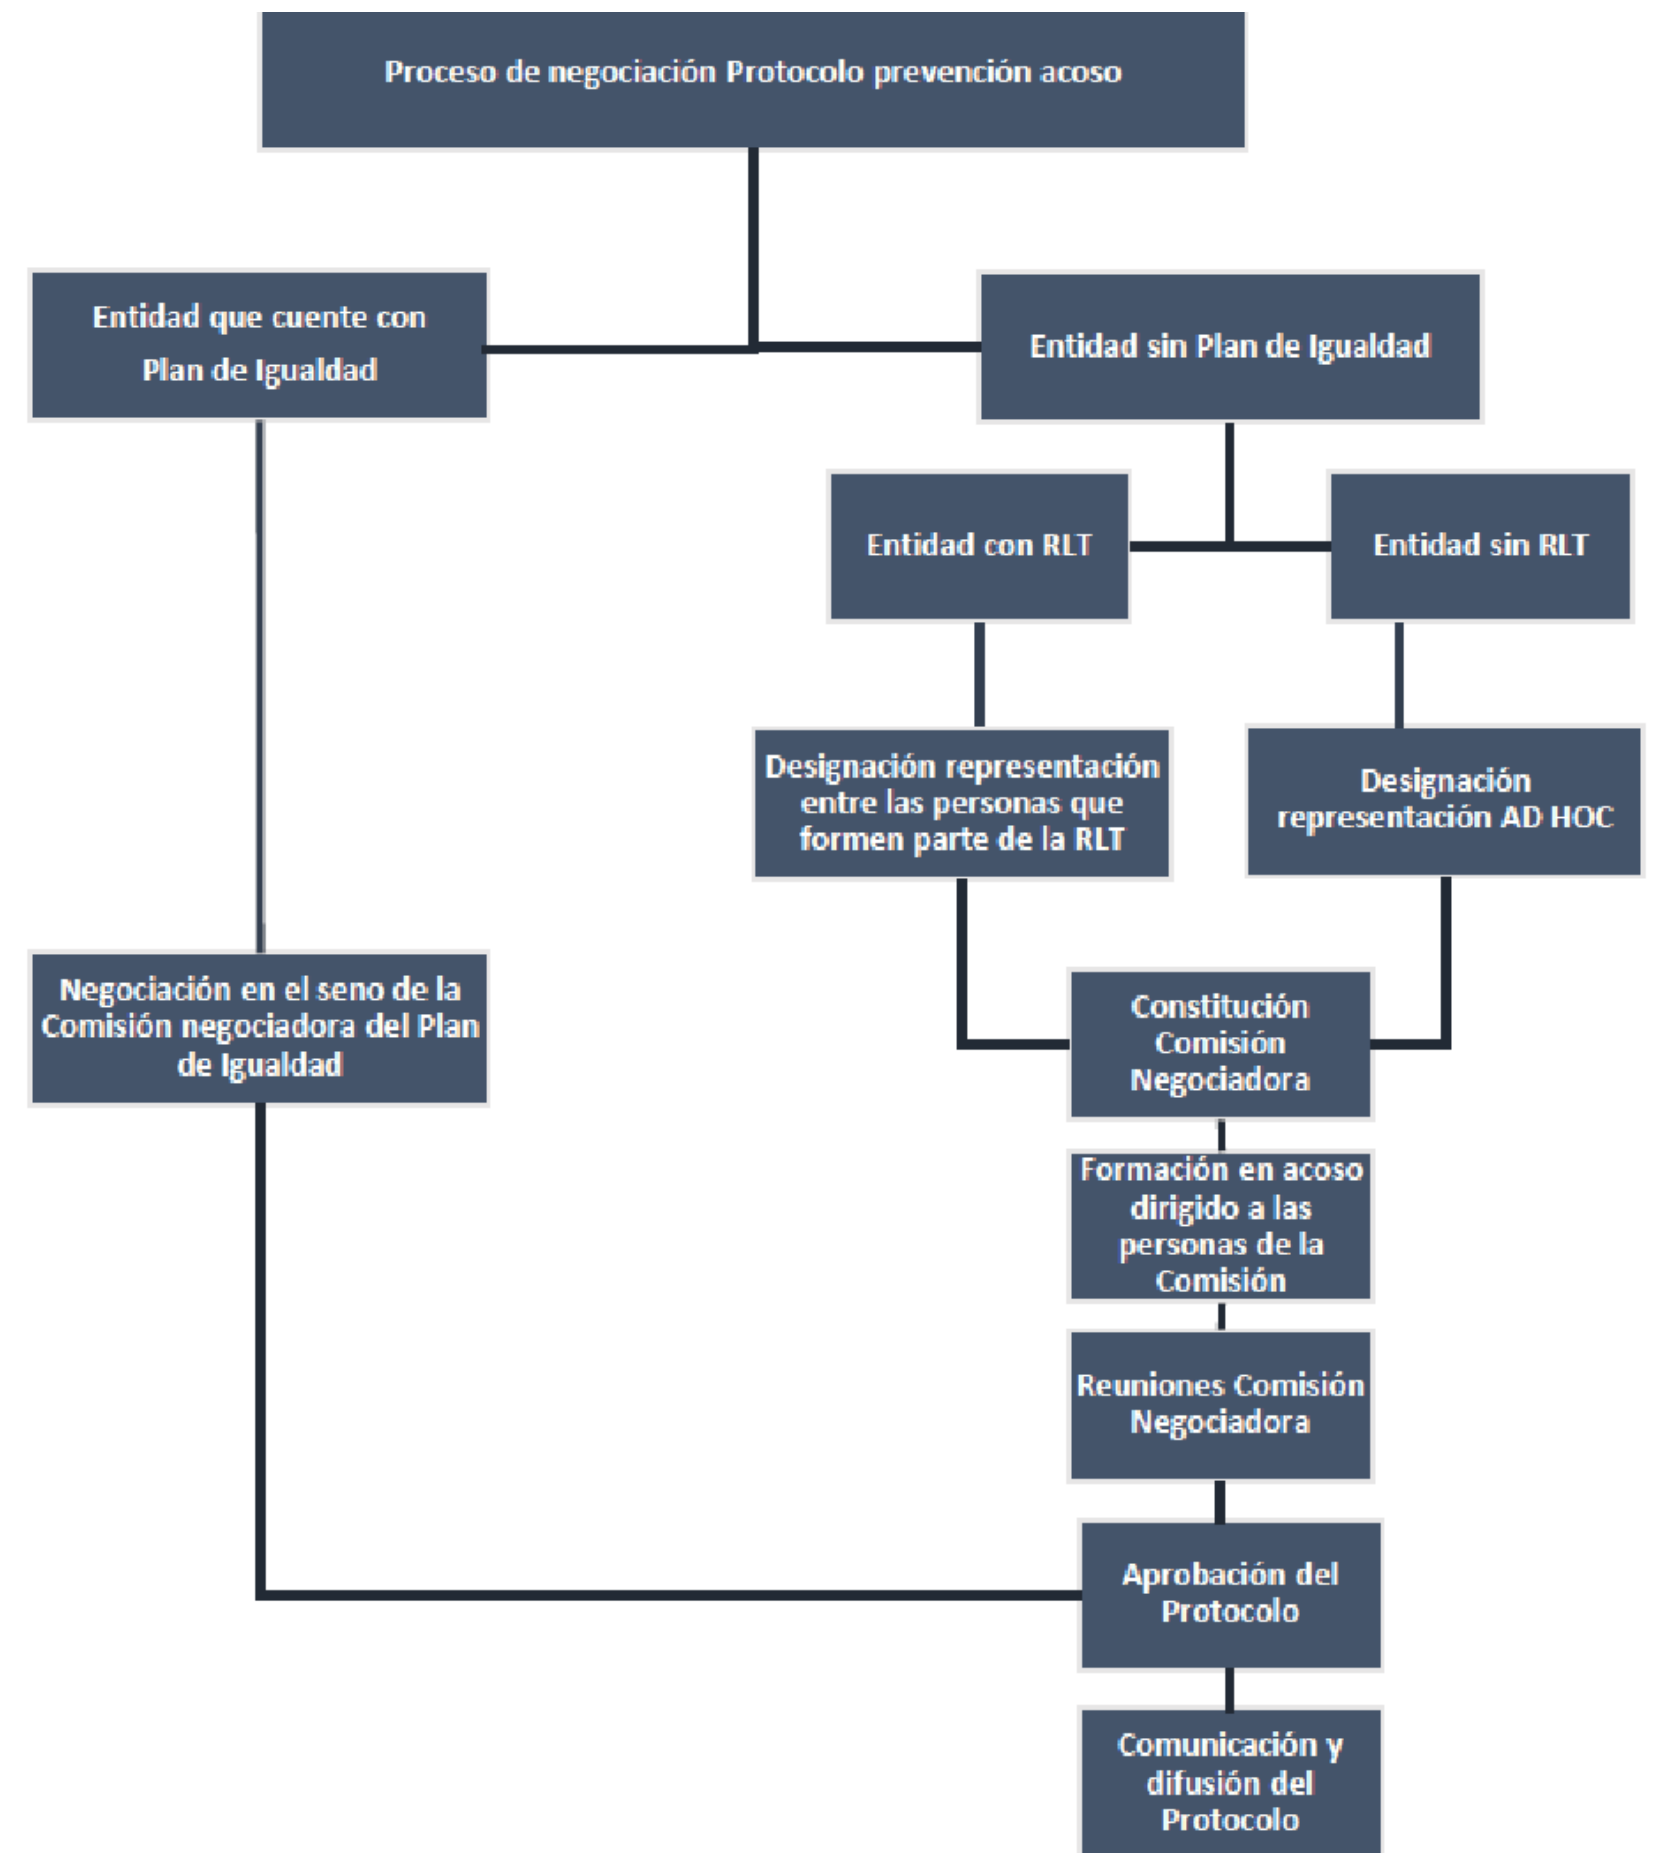 Proceso de negociación Protocolo prevención acoso
Entidad que cuente con
Plan de Igualdad
Entidad sin Plan de Igualdad
Entidad con RLT
Entidad sin RLT
Designación representación
entre las personas que
formen parte de la RLT
Designación
representación AD HOC
Negociación en el seno de la
Comisión negociadora del Plan
de Igualdad
Constitución
Comisión
Negociadora
Formación en acoso
dirigido a las
personas de la
Comisión
Reuniones Comisión
Negociadora
Aprobación del
Protocolo
Comunicación y
difusión del
Protocolo